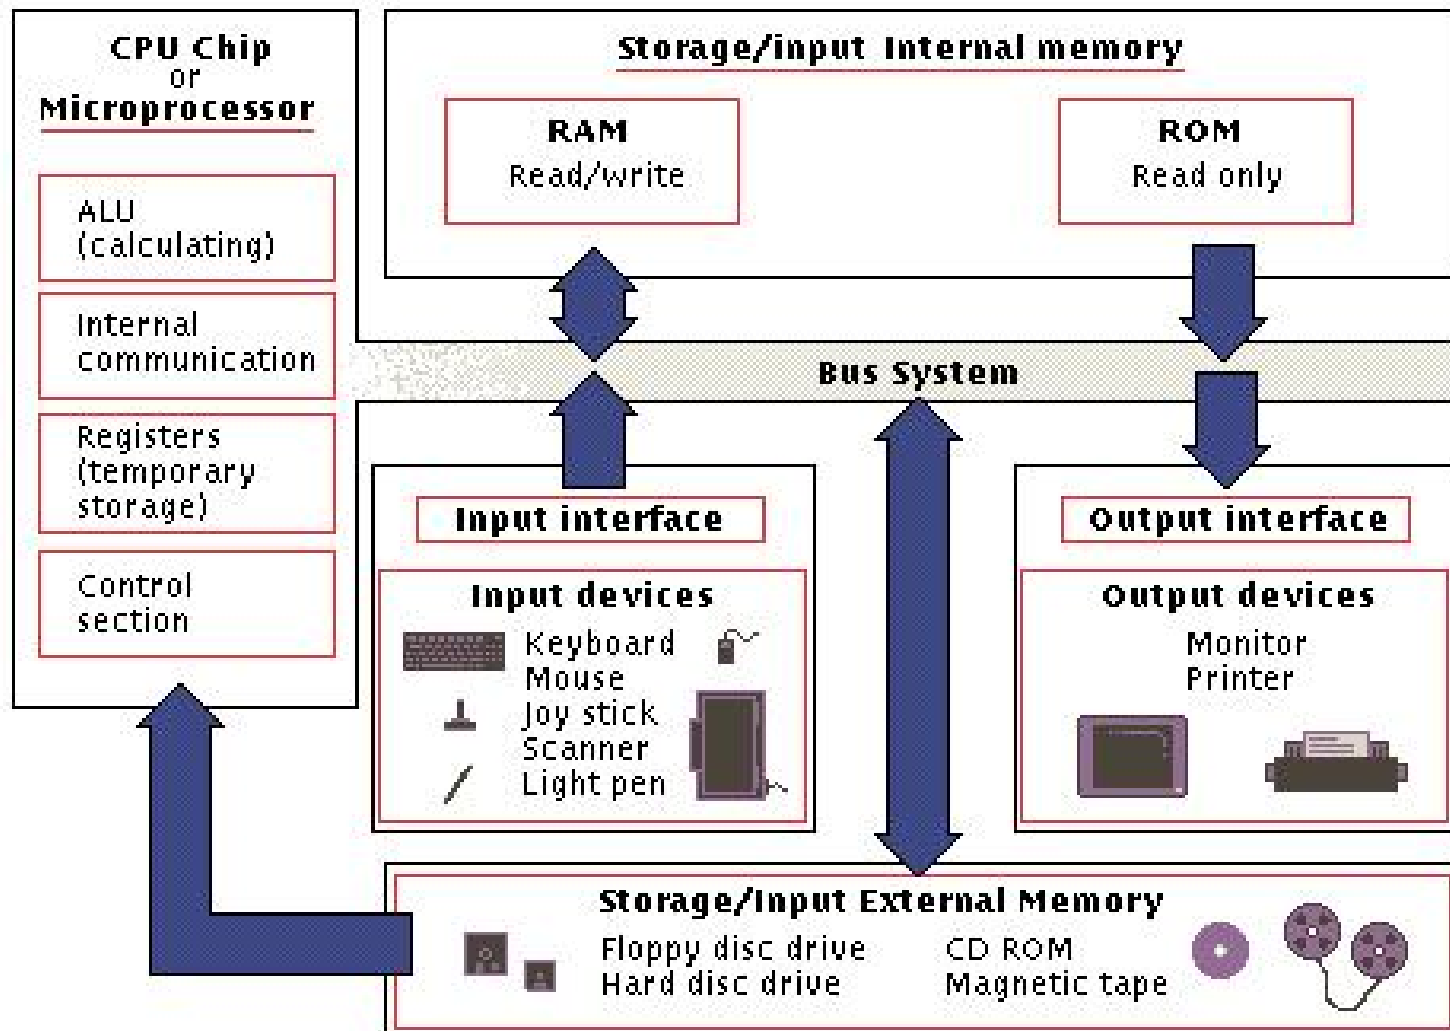 CPU Chip
or
Microprocessor
ALU
(calculating)
Internal
communication
Registers
(temporary
storage)
Control
section
Storage/input Internal memory
RAM
Read/write
ROM
Read only
Bus System
Input interface
Input devices
Keyboard
Mouse
Joy stick
Scanner
Light pen
Output interface
Output devices
Monitor
Printer
Storage/Input External Memory
Floppy disc drive
Hard disc drive
CD ROM
Magnetic tape